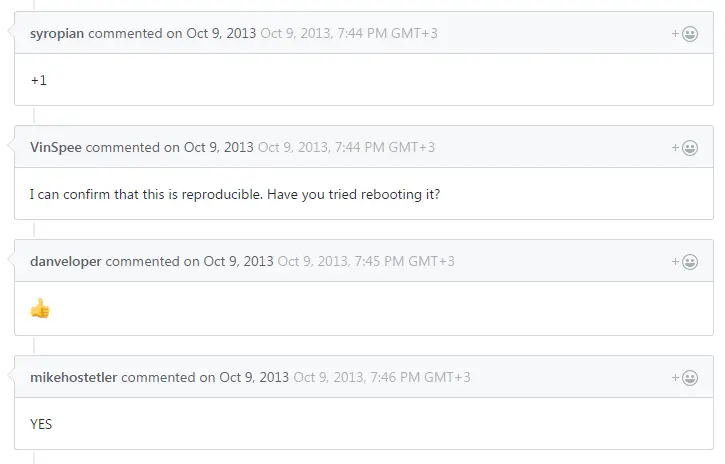 syropian commented on Oct 9, 2013 Oct 9, 2013, 7:44 PM GMT+3 +
+1
VinSpee commented on Oct 9, 2013 Oct 9, 2013, 7:44 PM GMT+3 +
I can confirm that this is reproducible. Have you tried rebooting it?
danveloper commented on Oct 9, 2013 Oct 9, 2013, 7:45 PM GMT+3 +
👍
mikehostetler commented on Oct 9, 2013 Oct 9, 2013, 7:46 PM GMT+3 +
YES